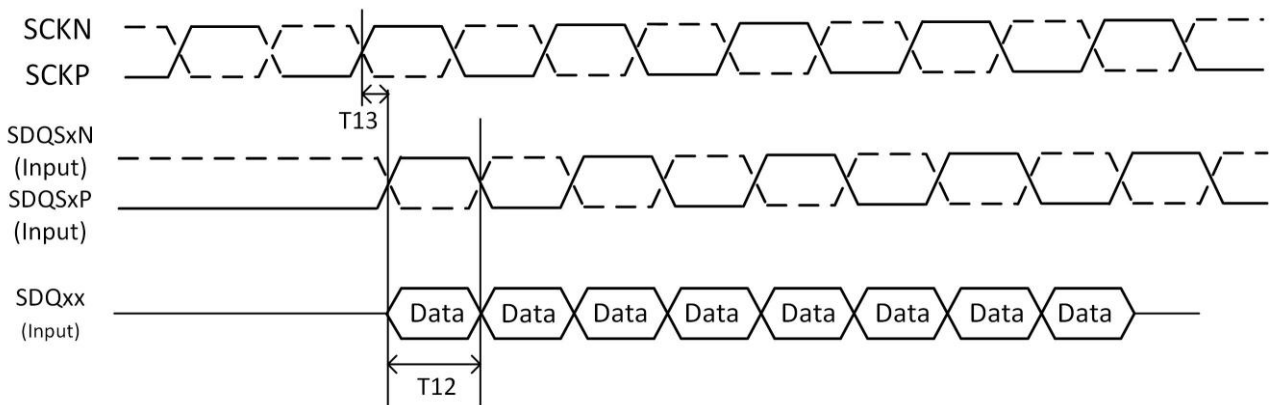 SCKN
SCKP
T13
SDQSxN
(Input)
SDQSxP
(Input)
SDQxx
(Input)
Data Data Data Data Data Data Data Data
T12